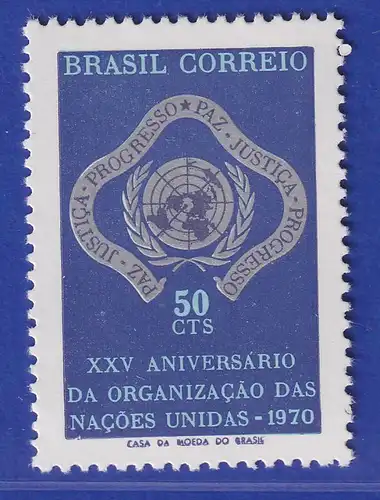 BRASIL CORREIO
PAZ - JUSTIÇA - PROGRESSO ★ PAZ - JUSTIÇA - PROGRESSO
50
CTS
XXV ANIVERSÁRIO
DA ORGANIZAÇÃO DAS
NAÇÕES UNIDAS - 1970
CASA DA MOEDA DO BRASIL